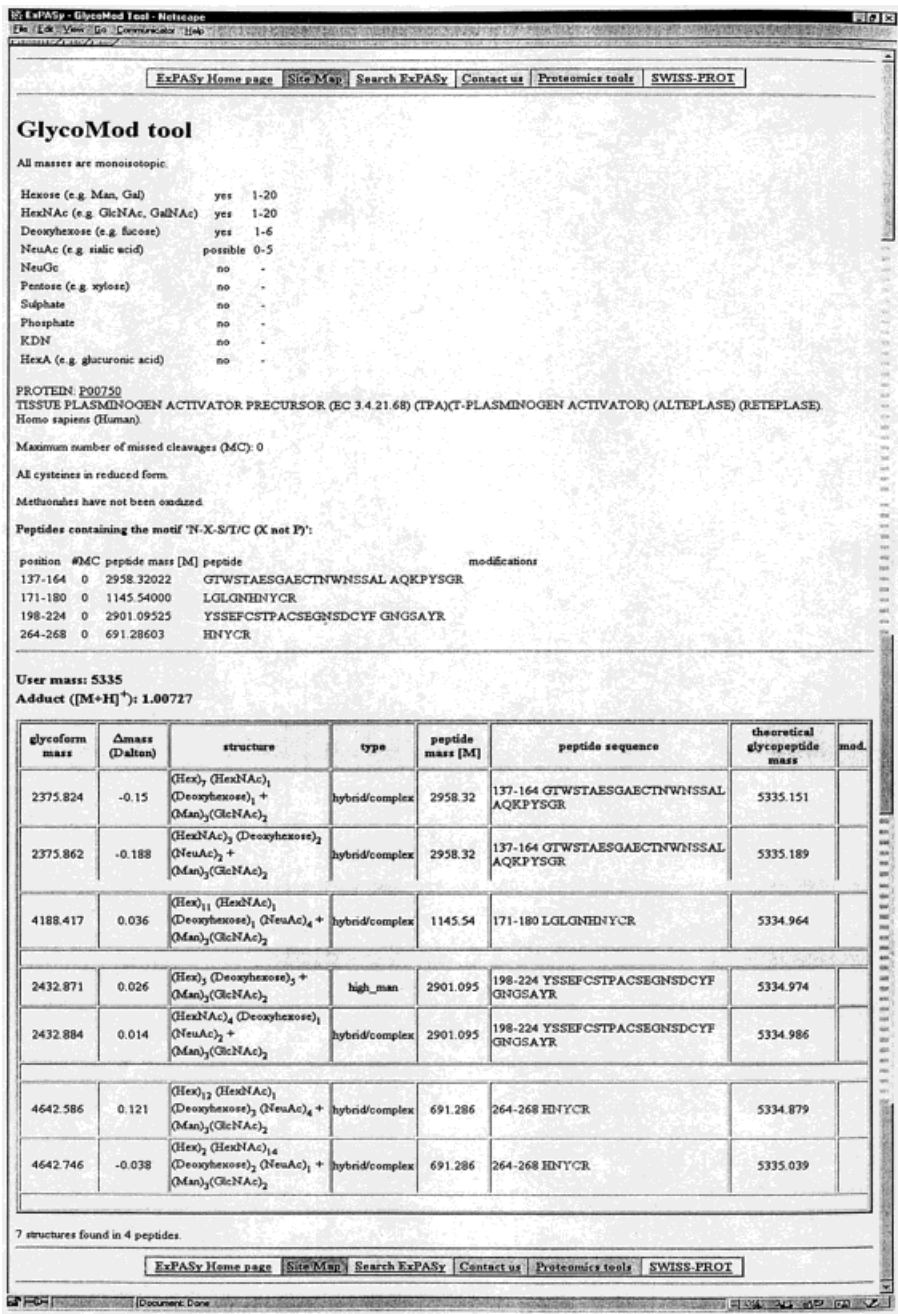 ExPASy - GlycoMod Tool - Netscape
File Edit View Go Communicator Help
ExPASy Home page Site Map Search ExPASy Contact us Proteomics tools SWISS-PROT
GlycoMod tool
All masses are monoisotopic.
Hexose (e.g. Man, Gal) yes 1-20
HexNAc (e.g. GlcNAc, GalNAc) yes 1-20
Deoxyhexose (e.g. fucose) yes 1-6
NeuAc (e.g. sialic acid) possible 0-5
NeuGc no -
Pentose (e.g. xylose) no -
Sulphate no -
Phosphate no -
KDN no -
HexA (e.g. glucuronic acid) no -
PROTEIN: P00750
TISSUE PLASMINOGEN ACTIVATOR PRECURSOR (EC 3.4.21.68) (TPA)(T-PLASMINOGEN ACTIVATOR) (ALTEPLASE) (RETEPLASE).
Homo sapiens (Human).
Maximum number of missed cleavages (MC): 0
All cysteines in reduced form.
Methionines have not been oxidized.
Peptides containing the motif 'N-X-S/T/C (X not P)':
position #MC peptide mass [M] peptide modifications
137-164 0 2958.32022 GTWSTAESGAECTNWNSSAL AQKPYSGR
171-180 0 1145.54000 LGLGNHNYCR
198-224 0 2901.09525 YSSEFCSTPACSEGNSDCYF GNGSAYR
264-268 0 691.28603 HNYCR
User mass: 5335
Adduct ([M+H]+): 1.00727
glycoform mass Δmass (Dalton) structure type peptide mass [M] peptide sequence theoretical glycopeptide mass mod.
2375.824 -0.15 (Hex)7 (HexNAc)1 (Deoxyhexose)1 + (Man)3(GlcNAc)2 hybrid/complex 2958.32 137-164 GTWSTAESGAECTNWNSSAL AQKPYSGR 5335.151
2375.862 -0.188 (HexNAc)3 (Deoxyhexose)2 (NeuAc)2 + (Man)3(GlcNAc)2 hybrid/complex 2958.32 137-164 GTWSTAESGAECTNWNSSAL AQKPYSGR 5335.189
4188.417 0.036 (Hex)11 (HexNAc)1 (Deoxyhexose)1 (NeuAc)4 + (Man)3(GlcNAc)2 hybrid/complex 1145.54 171-180 LGLGNHNYCR 5334.964
2432.871 0.026 (Hex)5 (Deoxyhexose)5 + (Man)3(GlcNAc)2 high_man 2901.095 198-224 YSSEFCSTPACSEGNSDCYF GNGSAYR 5334.974
2432.884 0.014 (HexNAc)4 (Deoxyhexose)1 (NeuAc)2 + (Man)3(GlcNAc)2 hybrid/complex 2901.095 198-224 YSSEFCSTPACSEGNSDCYF GNGSAYR 5334.986
4642.586 0.121 (Hex)12 (HexNAc)1 (Deoxyhexose)3 (NeuAc)4 + (Man)3(GlcNAc)2 hybrid/complex 691.286 264-268 HNYCR 5334.879
4642.746 -0.038 (Hex)2 (HexNAc)14 (Deoxyhexose)2 (NeuAc)1 + (Man)3(GlcNAc)2 hybrid/complex 691.286 264-268 HNYCR 5335.039
7 structures found in 4 peptides.
ExPASy Home page Site Map Search ExPASy Contact us Proteomics tools SWISS-PROT
Document: Done